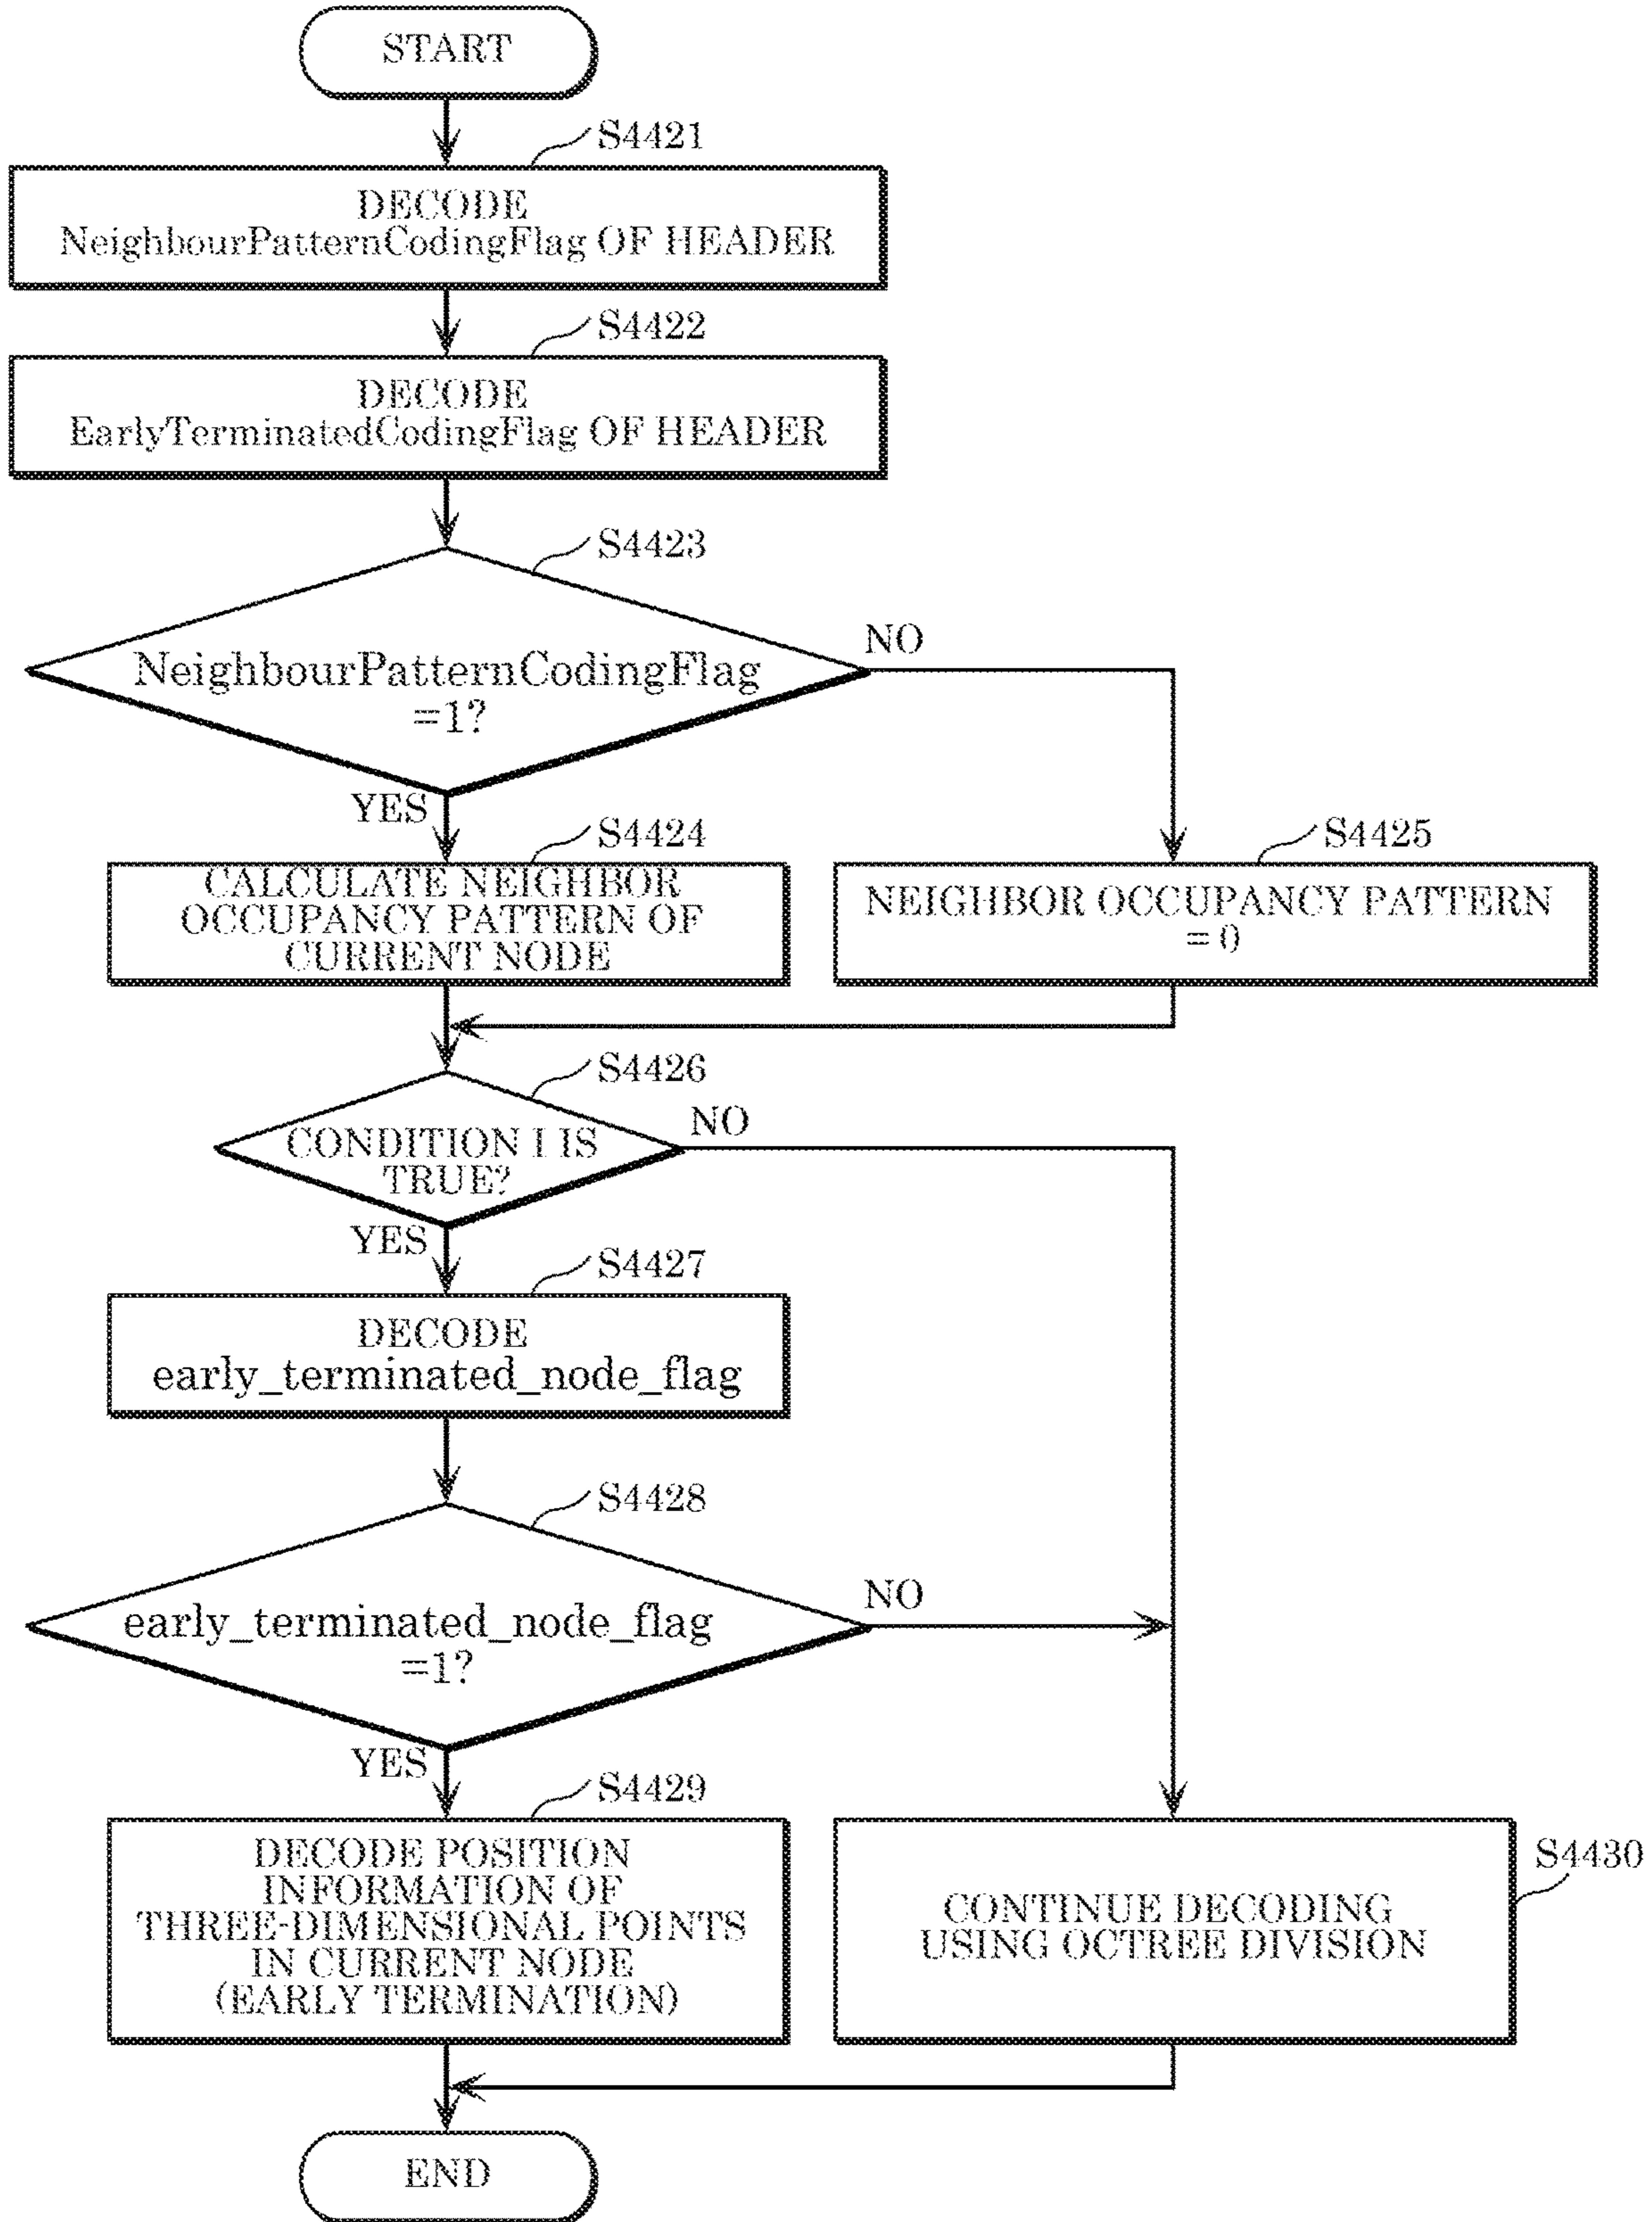 START
S4421
DECODE
NeighbourPatternCodingFlag OF HEADER
S4422
DECODE
EarlyTerminatedCodingFlag OF HEADER
S4423
NeighbourPatternCodingFlag
=1?
NO
YES
S4424
CALCULATE NEIGHBOR
OCCUPANCY PATTERN OF
CURRENT NODE
S4425
NEIGHBOR OCCUPANCY PATTERN
= 0
S4426
CONDITION I IS
TRUE?
NO
YES
S4427
DECODE
early_terminated_node_flag
S4428
early_terminated_node_flag
=1?
NO
YES
S4429
DECODE POSITION
INFORMATION OF
THREE-DIMENSIONAL POINTS
IN CURRENT NODE
(EARLY TERMINATION)
S4430
CONTINUE DECODING
USING OCTREE DIVISION
END